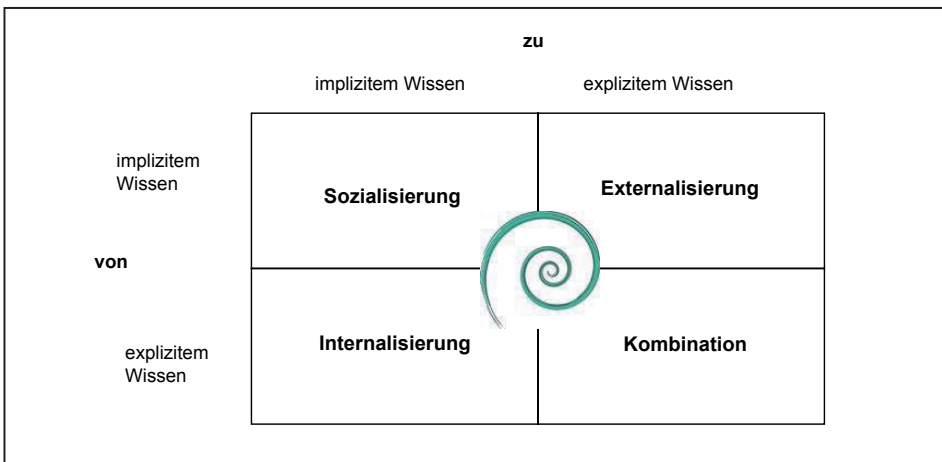 zu
implizitem Wissen explizitem Wissen
implizitem
Wissen
Sozialisierung Externalisierung
von
explizitem
Wissen
Internalisierung Kombination